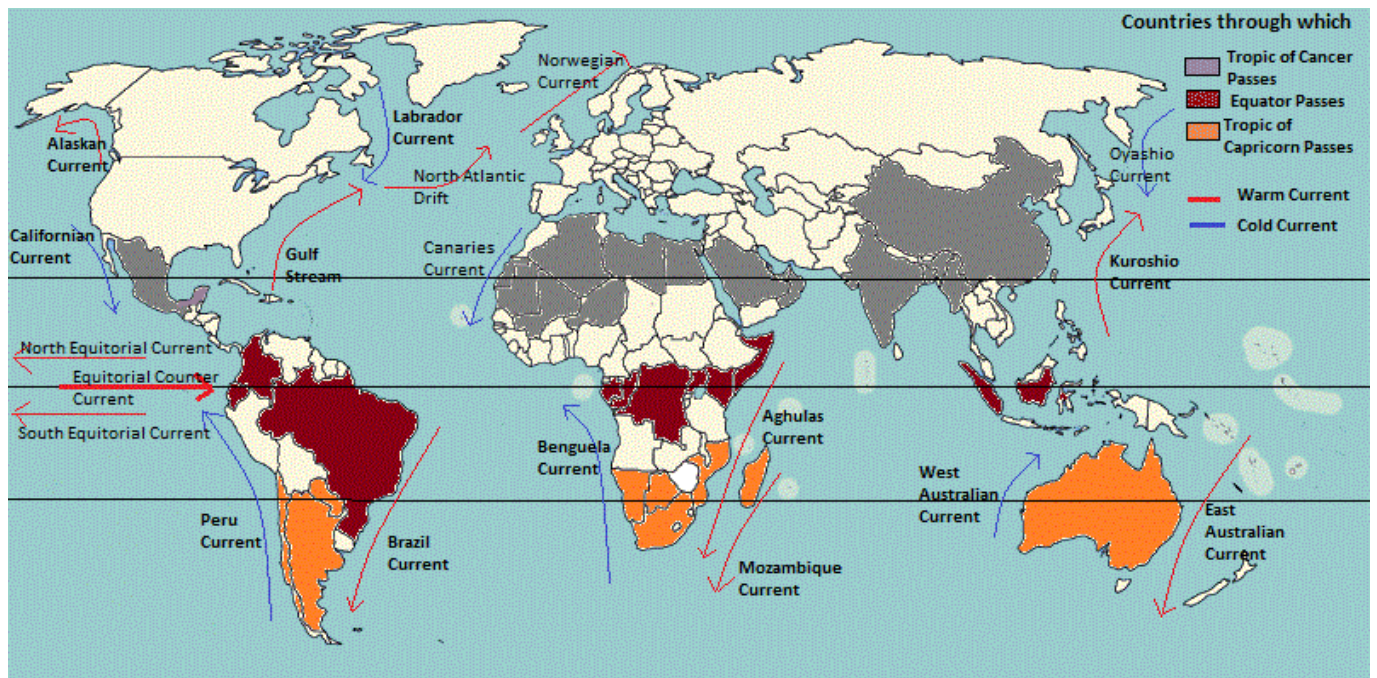 Countries through which
Tropic of Cancer
Passes
Equator Passes
Tropic of
Capricorn Passes
Warm Current
Cold Current
Norwegian
Current
Labrador
Current
Alaskan
Current
North Atlantic
Drift
Oyashio
Current
Californian
Current
Gulf
Stream
Canaries
Current
Kuroshio
Current
North Equitorial Current
Equitorial Counter
Current
South Equitorial Current
Aghulas
Current
Benguela
Current
West
Australian
Current
Peru
Current
Brazil
Current
East
Australian
Current
Mozambique
Current